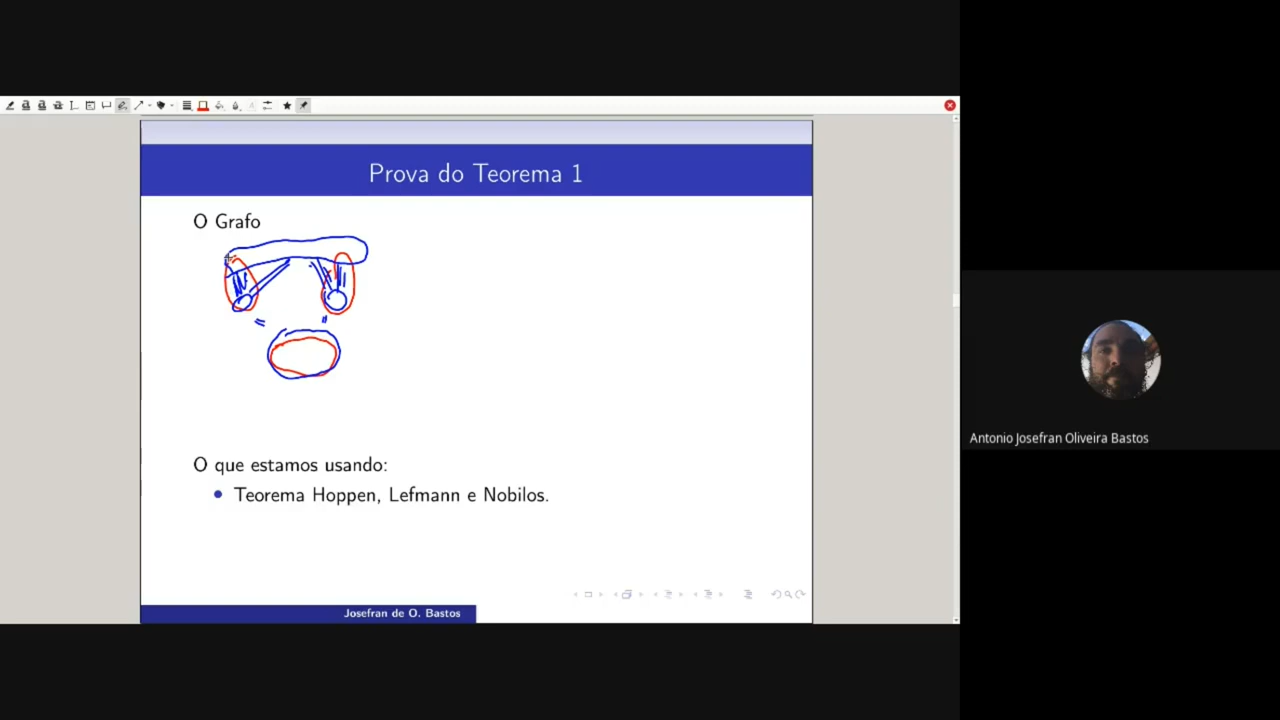 Prova do Teorema 1
O Grafo
O que estamos usando:
Teorema Hoppen, Lefmann e Nobilos.
Josefran de O. Bastos
Antonio Josefran Oliveira Bastos